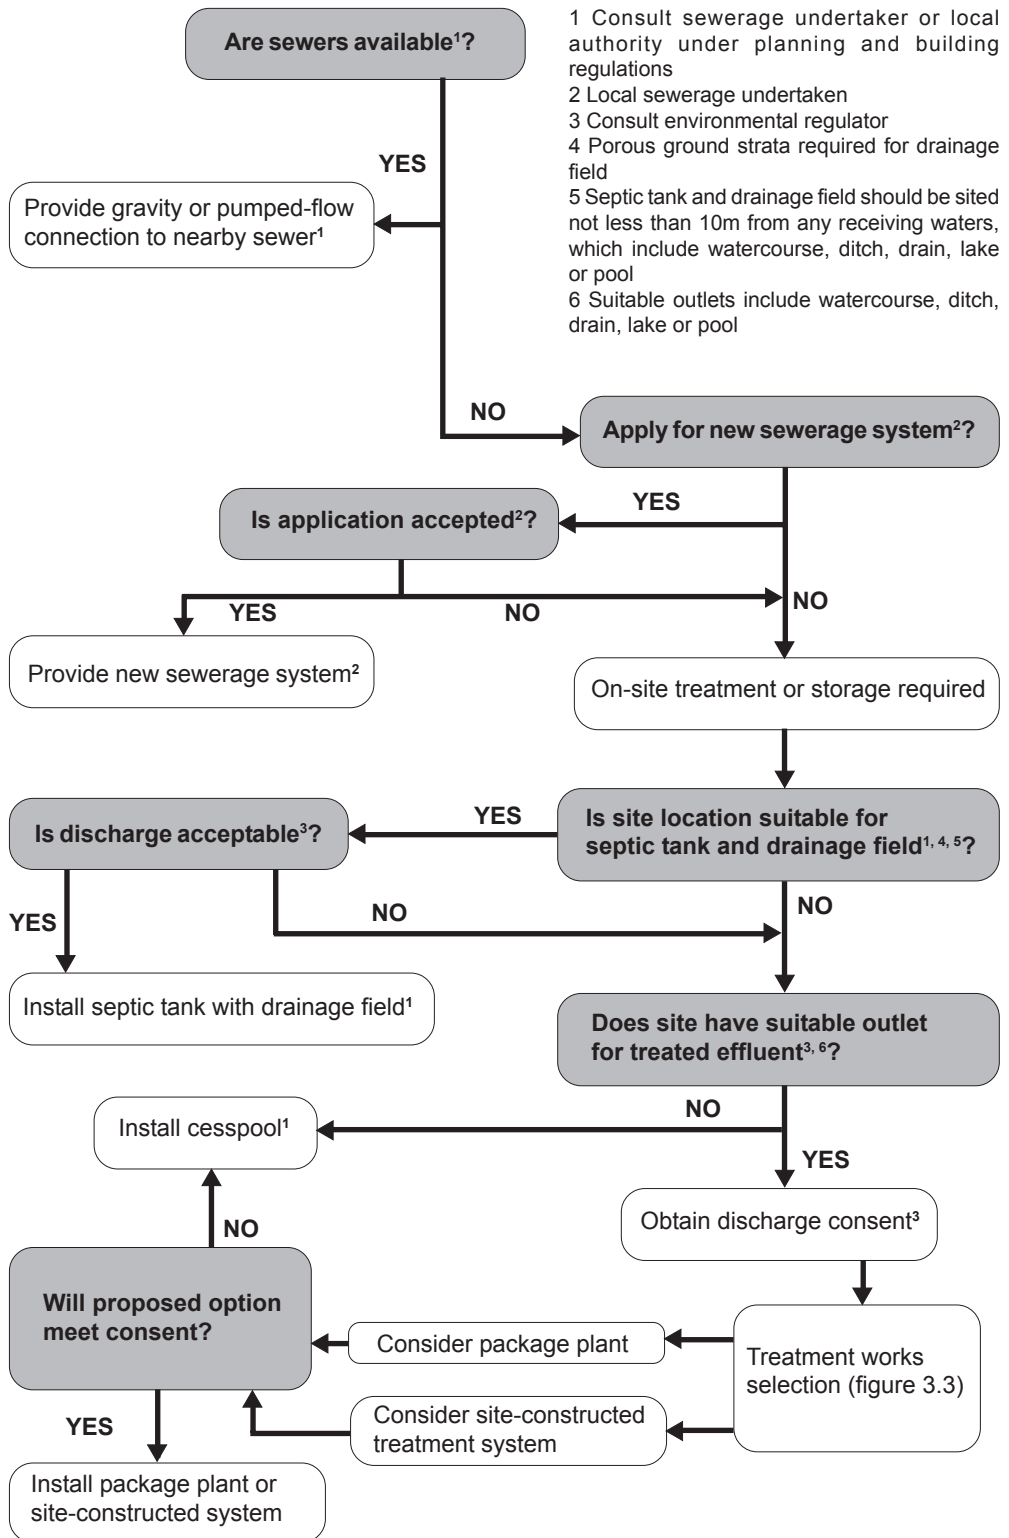 Are sewers available¹?
1 Consult sewerage undertaker or local
authority under planning and building
regulations
2 Local sewerage undertaken
3 Consult environmental regulator
4 Porous ground strata required for drainage
field
5 Septic tank and drainage field should be sited
not less than 10m from any receiving waters,
which include watercourse, ditch, drain, lake
or pool
6 Suitable outlets include watercourse, ditch,
drain, lake or pool
YES
Provide gravity or pumped-flow
connection to nearby sewer¹
NO
Apply for new sewerage system²?
YES
Is application accepted²?
YES
NO
NO
Provide new sewerage system²
On-site treatment or storage required
Is site location suitable for
septic tank and drainage field¹, ⁴, ⁵?
YES
Is discharge acceptable³?
YES
NO
NO
Install septic tank with drainage field¹
Does site have suitable outlet
for treated effluent³, ⁶?
NO
Install cesspool¹
YES
Obtain discharge consent³
NO
Will proposed option
meet consent?
Consider package plant
Treatment works
selection (figure 3.3)
Consider site-constructed
treatment system
YES
Install package plant or
site-constructed system